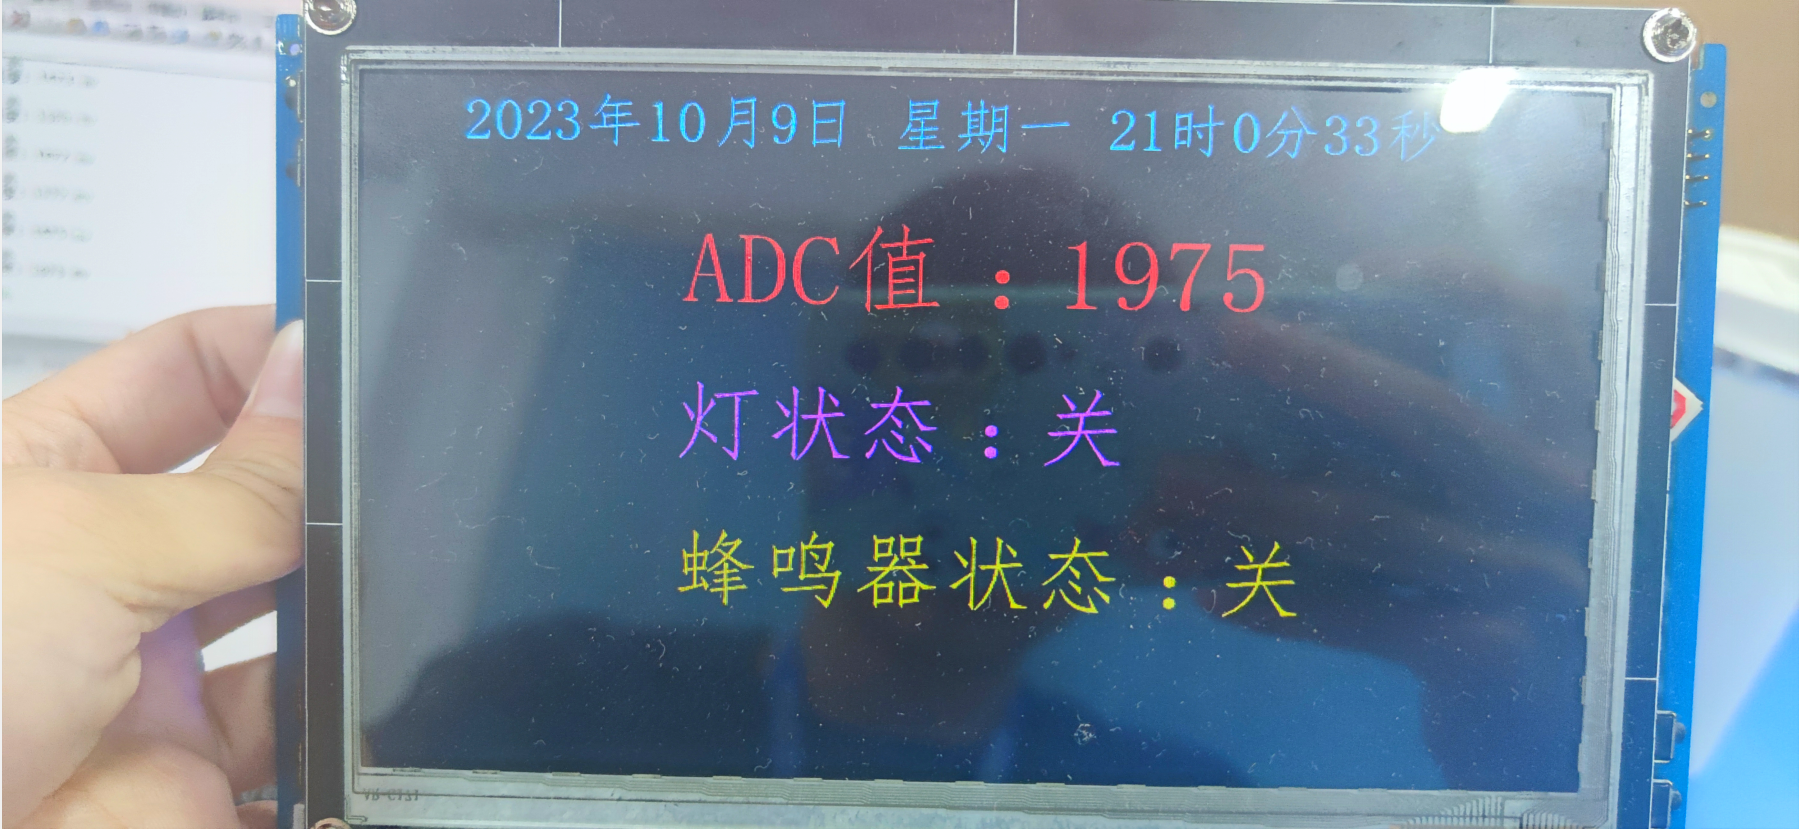 2023年10月9日 星期一 21时0分33秒
ADC值：1975
灯状态：关
蜂鸣器状态：关